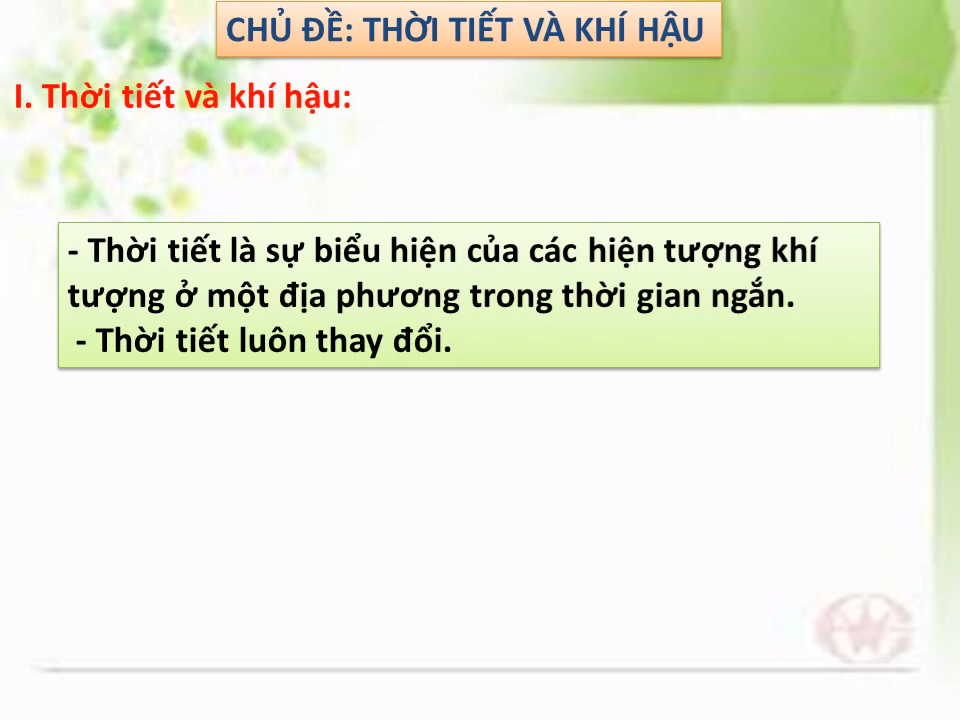 CHỦ ĐỀ: THỜI TIẾT VÀ KHÍ HẬU
I. Thời tiết và khí hậu:
- Thời tiết là sự biểu hiện của các hiện tượng khí
tượng ở một địa phương trong thời gian ngắn.
- Thời tiết luôn thay đổi.